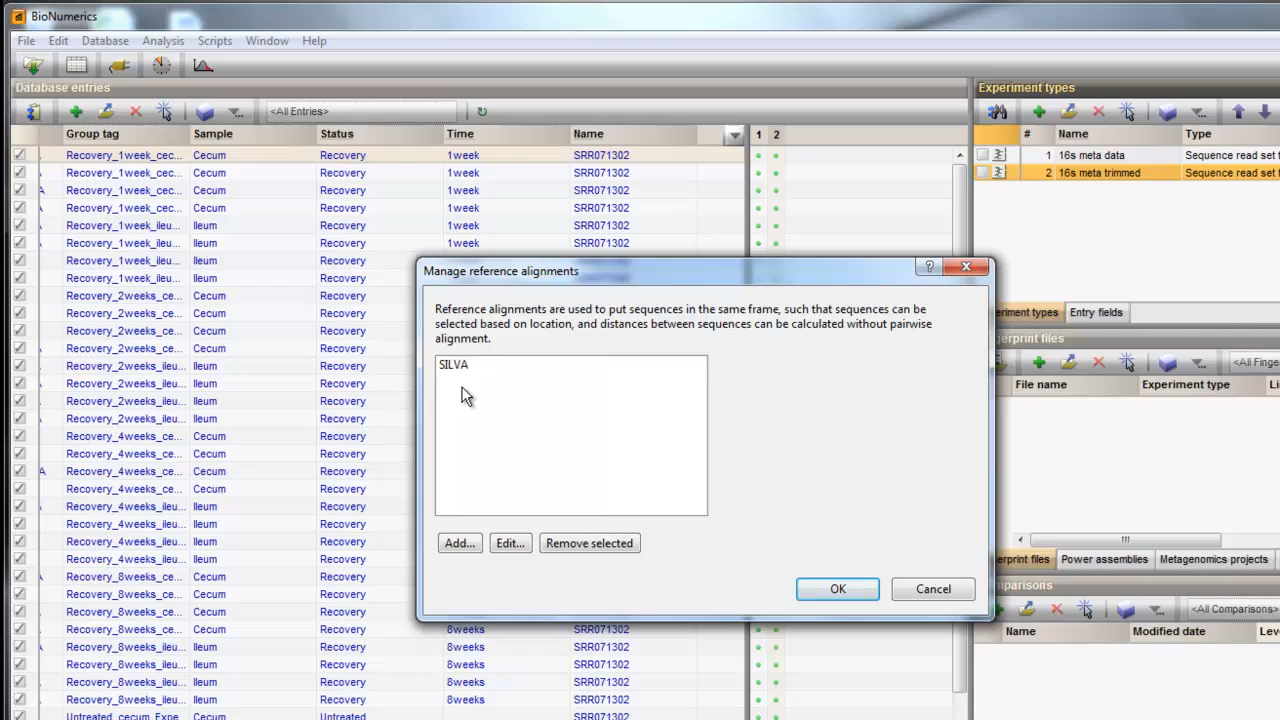 BioNumerics
File Edit Database Analysis Scripts Window Help
Database entries
<All Entries>
Group tag Sample Status Time Name 1 2
Recovery_1week_cec... Cecum Recovery 1week SRR071302
Recovery_1week_cec... Cecum Recovery 1week SRR071302
A Recovery_1week_cec... Cecum Recovery 1week SRR071302
Recovery_1week_cec... Cecum Recovery 1week SRR071302
Recovery_1week_ileu... Ileum Recovery 1week SRR071302
Recovery_1week_ileu... Ileum Recovery 1week SRR071302
Recovery_1week_ileu... Ileum Recovery
Recovery_1week_ileu... Ileum Recovery
Recovery_2weeks_ce... Cecum Recovery
Recovery_2weeks_ce... Cecum Recovery
Recovery_2weeks_ce... Cecum Recovery
Recovery_2weeks_ce... Cecum Recovery
Recovery_2weeks_ileu... Ileum Recovery
Recovery_2weeks_ileu... Ileum Recovery
Recovery_2weeks_ileu... Ileum Recovery
Recovery_2weeks_ileu... Ileum Recovery
Recovery_4weeks_ce... Cecum Recovery
Recovery_4weeks_ce... Cecum Recovery
A Recovery_4weeks_ce... Cecum Recovery
Recovery_4weeks_ce... Cecum Recovery
Recovery_4weeks_ileu... Ileum Recovery
Recovery_4weeks_ileu... Ileum Recovery
Recovery_4weeks_ileu... Ileum Recovery
Recovery_4weeks_ileu... Ileum Recovery
Recovery_8weeks_ce... Cecum Recovery
Recovery_8weeks_ce... Cecum Recovery
Recovery_8weeks_ce... Cecum Recovery
Recovery_8weeks_ce... Cecum Recovery 8weeks SRR071302
Recovery_8weeks_ileu... Ileum Recovery 8weeks SRR071302
Recovery_8weeks_ileu... Ileum Recovery 8weeks SRR071302
Recovery_8weeks_ileu... Ileum Recovery 8weeks SRR071302
Recovery_8weeks_ileu... Ileum Recovery 8weeks SRR071302
Untreated_cecum_Expe... Cecum Untreated SRR071302
Manage reference alignments
Reference alignments are used to put sequences in the same frame, such that sequences can be
selected based on location, and distances between sequences can be calculated without pairwise
alignment.
SILVA
Add... Edit... Remove selected
OK Cancel
Experiment types
# Name Type
1 16s meta data Sequence read set t
2 16s meta trimmed Sequence read set t
eriment types Entry fields
gerprint files
<All Finger
File name Experiment type Li
erprint files Power assemblies Metagenomics projects
omparisons
<All Comparisons>
Name Modified date Leve